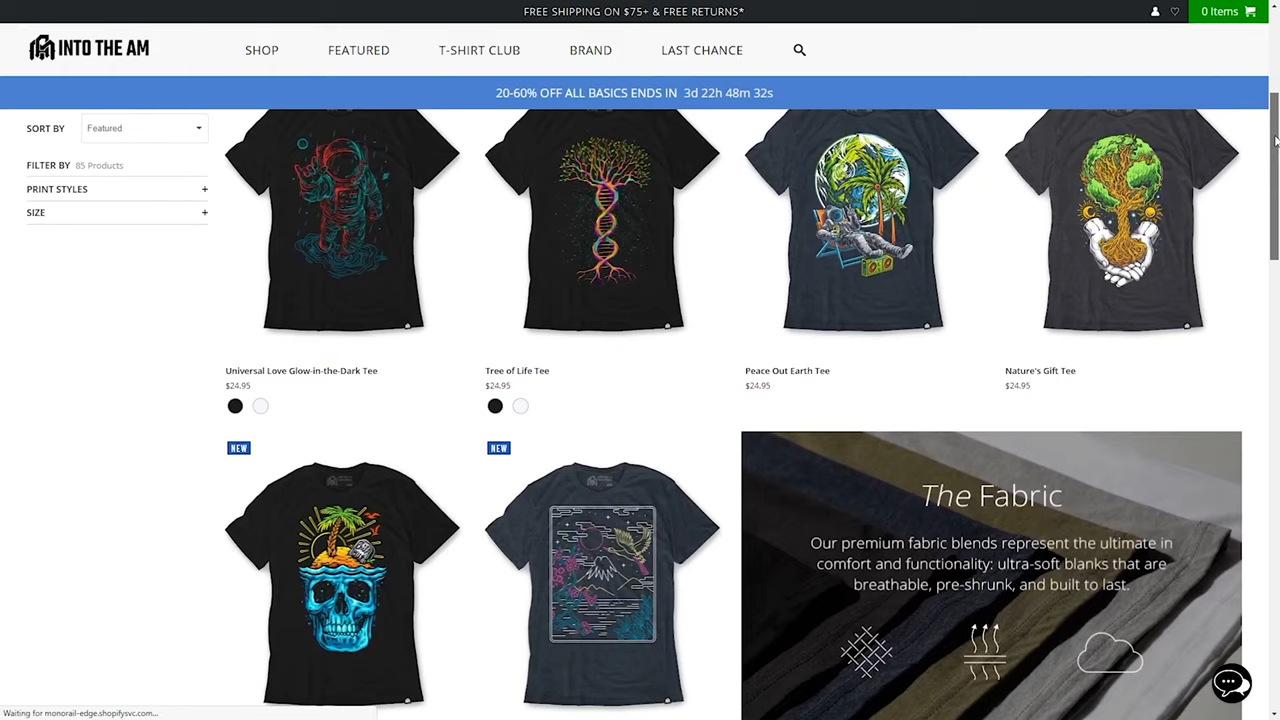 FREE SHIPPING ON $75+ & FREE RETURNS*
0 Items
INTO THE AM
SHOP
FEATURED
T-SHIRT CLUB
BRAND
LAST CHANCE
20-60% OFF ALL BASICS ENDS IN 3d 22h 48m 32s
SORT BY
Featured
FILTER BY 85 Products
PRINT STYLES +
SIZE +
Universal Love Glow-in-the-Dark Tee
$24.95
Tree of Life Tee
$24.95
Peace Out Earth Tee
$24.95
Nature's Gift Tee
$24.95
NEW
NEW
The Fabric
Our premium fabric blends represent the ultimate in
comfort and functionality: ultra-soft blanks that are
breathable, pre-shrunk, and built to last.
Waiting for monorail-edge.shopifysvc.com...